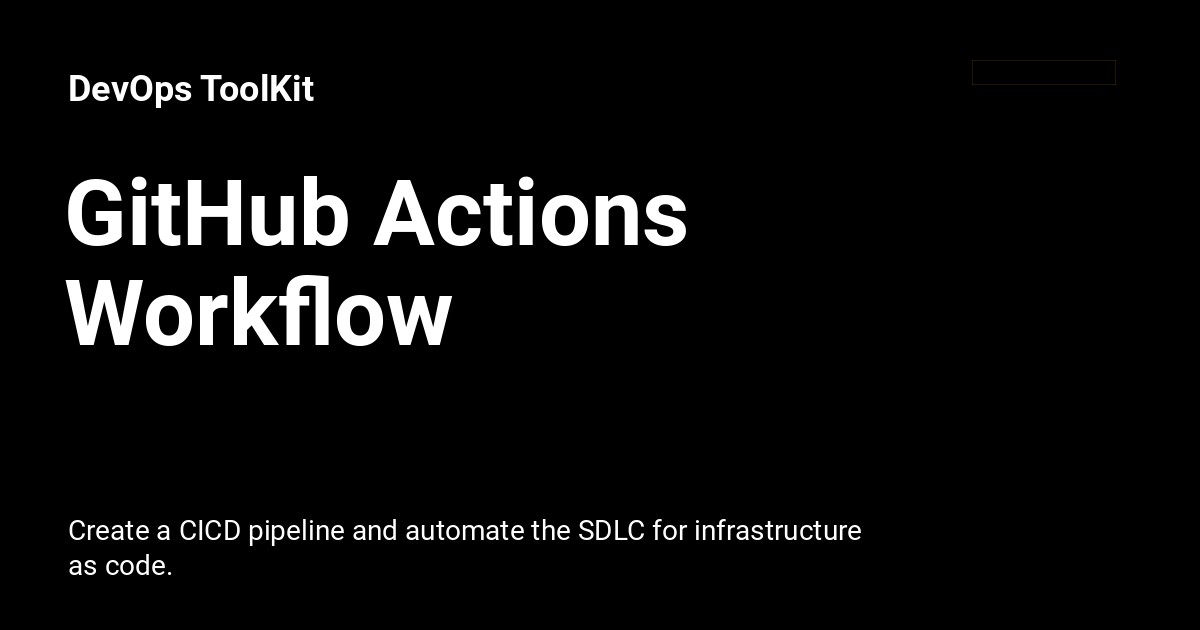 DevOps ToolKit
GitHub Actions
Workflow
Create a CICD pipeline and automate the SDLC for infrastructure
as code.